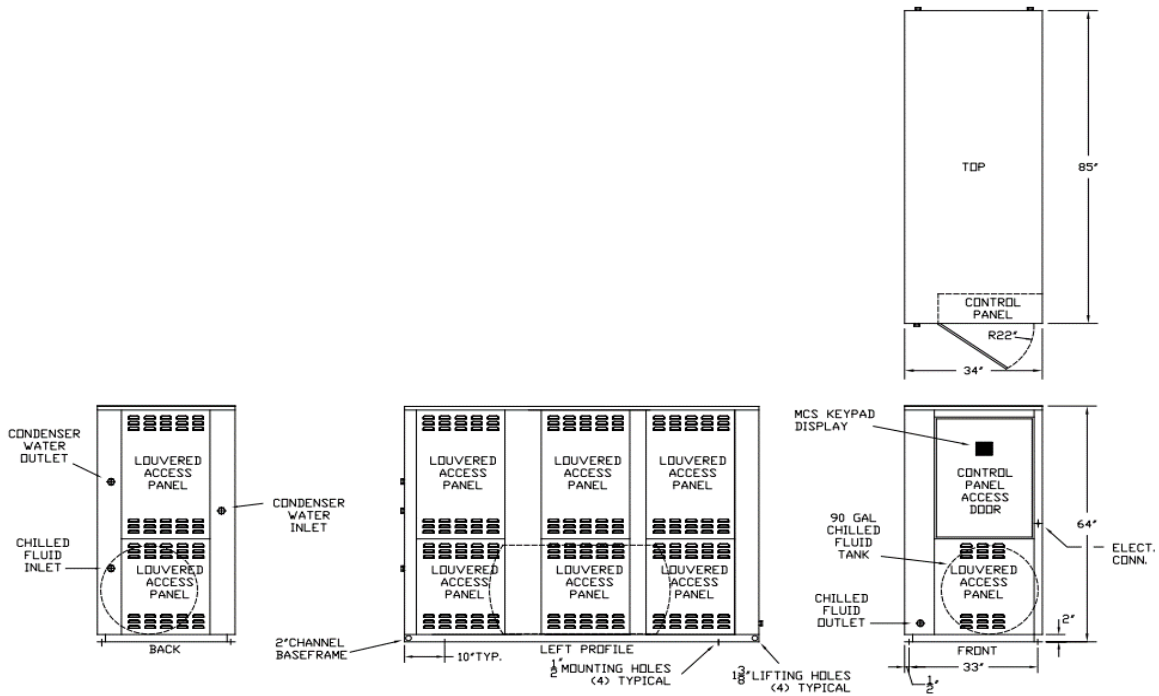 TOP
85"
CONTROL
PANEL
R22"
34"
CONDENSER
WATER
OUTLET
LOUVERED
ACCESS
PANEL
CONDENSER
WATER
INLET
CHILLED
FLUID
INLET
LOUVERED
ACCESS
PANEL
BACK
LOUVERED
ACCESS
PANEL
LOUVERED
ACCESS
PANEL
LOUVERED
ACCESS
PANEL
LOUVERED
ACCESS
PANEL
LOUVERED
ACCESS
PANEL
LOUVERED
ACCESS
PANEL
2"CHANNEL
BASEFRAME
10"TYP.
LEFT PROFILE
1/2"MOUNTING HOLES
(4) TYPICAL
1 3/8"LIFTING HOLES
(4) TYPICAL
MCS KEYPAD
DISPLAY
CONTROL
PANEL
ACCESS
DOOR
90 GAL
CHILLED
FLUID
TANK
64"
ELECT.
CONN.
LOUVERED
ACCESS
PANEL
CHILLED
FLUID
OUTLET
2"
FRONT
33"
1/2"